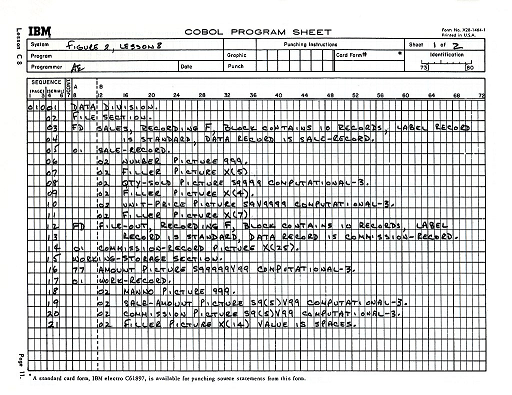 Lesson C 8
IBM COBOL PROGRAM SHEET Form No. X28-1464-1
Printed in U.S.A.
System FIGURE 2, LESSON 8 Punching Instructions Sheet 1 of 2
Program Graphic Card Form# * Identification
Programmer Date Punch 73] [80
SEQUENCE A B
(PAGE) (SERIAL) CONT.
1 3 4 6 7 8 12 16 20 24 28 32 36 40 44 48 52 56 60 64 68 72
01001 DATA DIVISION.
02 FILE SECTION.
03 FD SALES, RECORDING F, BLOCK CONTAINS 10 RECORDS, LABEL RECORD
04 IS STANDARD, DATA RECORD IS SALE-RECORD.
05 01 SALE-RECORD.
06 02 NUMBER PICTURE 999.
07 02 FILLER PICTURE X(5)
08 02 QTY-SOLD PICTURE S9999 COMPUTATIONAL-3.
09 02 FILLER PICTURE X(4).
10 02 UNIT-PRICE PICTURE S9V9999 COMPUTATIONAL-3.
11 02 FILLER PICTURE X(7)
12 FD FILE-OUT, RECORDING F, BLOCK CONTAINS 10 RECORDS, LABEL
13 RECORD IS STANDARD, DATA RECORD IS COMMISSION-RECORD.
14 01 COMMISSION-RECORD PICTURE X(25).
15 WORKING-STORAGE SECTION.
16 77 AMOUNT PICTURE S99999V99 COMPUTATIONAL-3.
17 01 WORK-RECORD.
18 02 MANNO PICTURE 999.
19 02 SALE-AMOUNT PICTURE S9(5)V99 COMPUTATIONAL-3.
20 02 COMMISSION PICTURE S9(5)V99 COMPUTATIONAL-3.
21 02 FILLER PICTURE X(14) VALUE IS SPACES.
Page 11.
* A standard card form, IBM electro C61897, is available for punching source statements from this form.